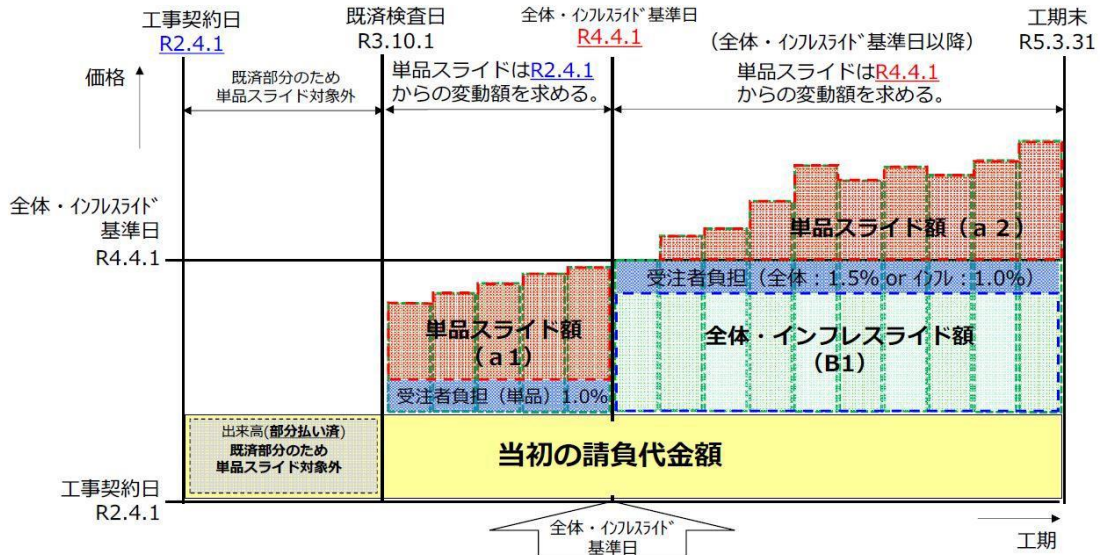 工事契約日
R2.4.1
既済検査日
R3.10.1
全体・ｲﾝﾌﾚｽﾗｲﾄﾞ基準日
R4.4.1
工期末
R5.3.31
(全体・ｲﾝﾌﾚｽﾗｲﾄﾞ基準日以降)
価格
既済部分のため
単品スライド対象外
単品スライドはR2.4.1
からの変動額を求める。
単品スライドはR4.4.1
からの変動額を求める。
全体・ｲﾝﾌﾚｽﾗｲﾄﾞ
基準日
R4.4.1
単品スライド額（ａ２）
受注者負担（全体：1.5% or ｲﾝﾌﾚ：1.0%）
単品スライド額
（ａ１）
全体・インフレスライド額
（B1）
受注者負担（単品）1.0%
出来高(部分払い済)
既済部分のため
単品スライド対象外
当初の請負代金額
工事契約日
R2.4.1
全体・ｲﾝﾌﾚｽﾗｲﾄﾞ
基準日
工期